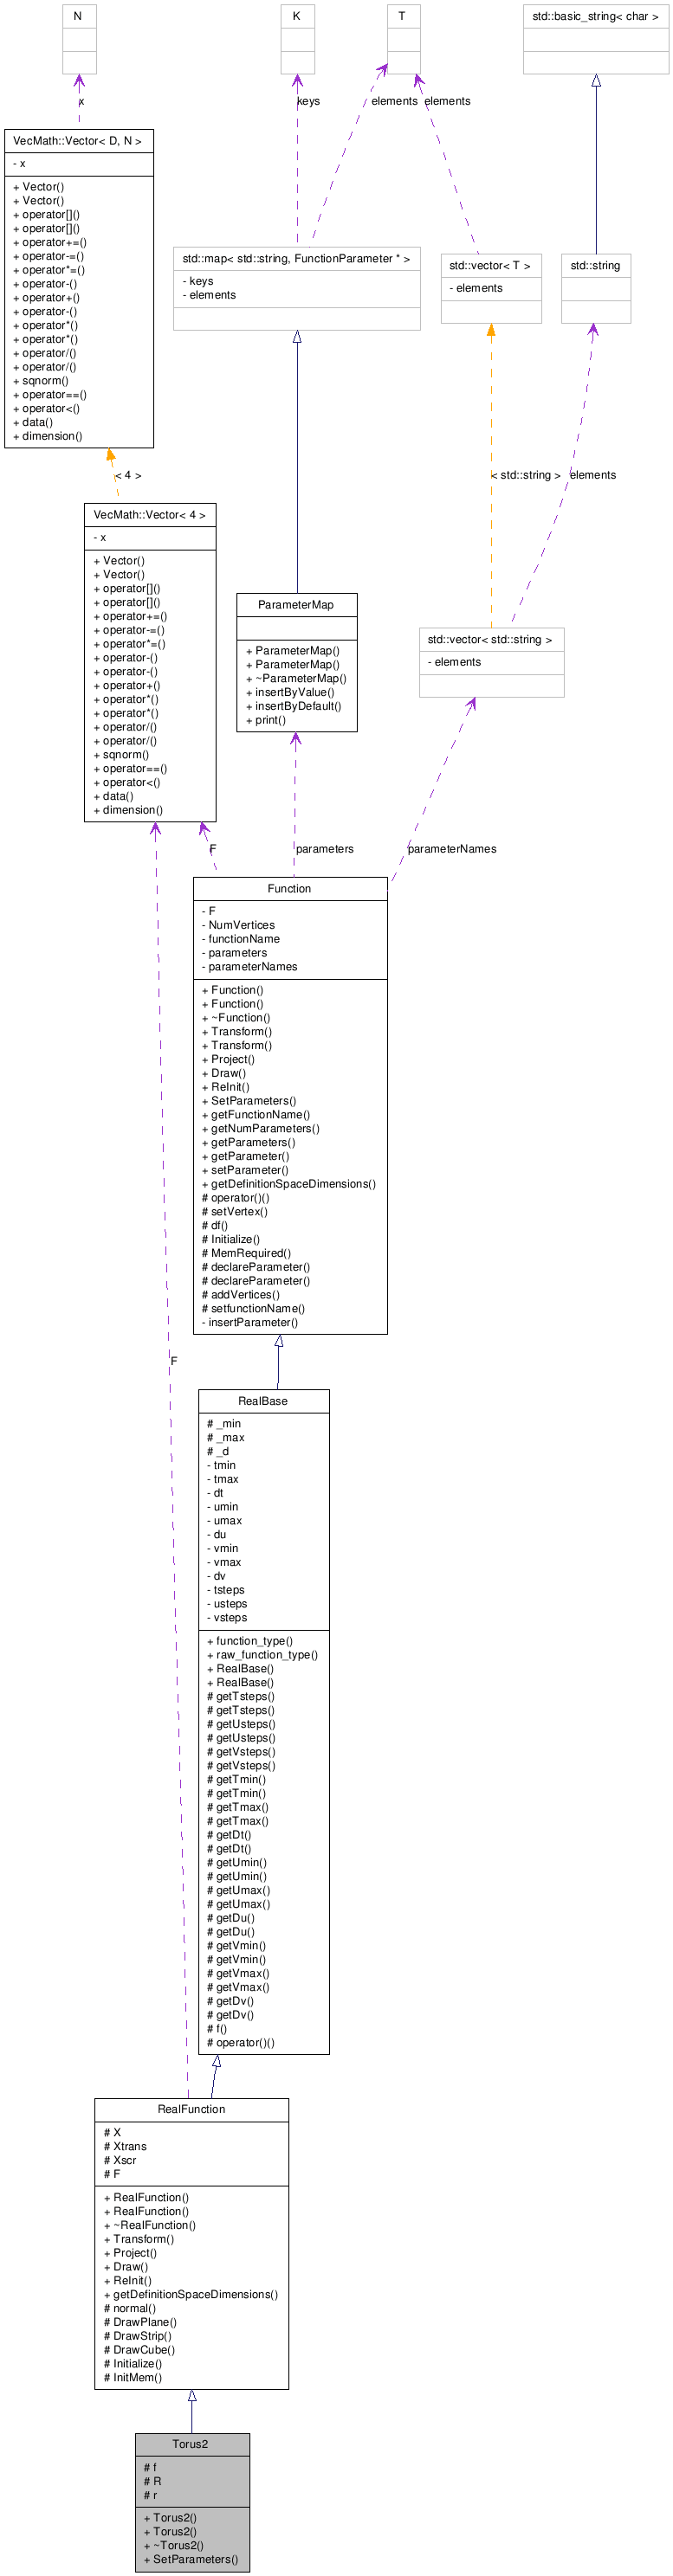 N
K
T
std::basic_string< char >
x
keys
elements
elements
VecMath::Vector< D, N >
- x
+ Vector()
+ Vector()
+ operator[]()
+ operator[]()
+ operator+=()
+ operator-=()
+ operator*=()
+ operator-()
+ operator+()
+ operator-()
+ operator*()
+ operator*()
+ operator/()
+ operator/()
+ sqnorm()
+ operator==()
+ operator<()
+ data()
+ dimension()
std::map< std::string, FunctionParameter * >
- keys
- elements
std::vector< T >
- elements
std::string
< 4 >
< std::string >
elements
VecMath::Vector< 4 >
- x
+ Vector()
+ Vector()
+ operator[]()
+ operator[]()
+ operator+=()
+ operator-=()
+ operator*=()
+ operator-()
+ operator-()
+ operator+()
+ operator*()
+ operator*()
+ operator/()
+ operator/()
+ sqnorm()
+ operator==()
+ operator<()
+ data()
+ dimension()
ParameterMap
+ ParameterMap()
+ ParameterMap()
+ ~ParameterMap()
+ insertByValue()
+ insertByDefault()
+ print()
std::vector< std::string >
- elements
F
parameters
parameterNames
Function
- F
- NumVertices
- functionName
- parameters
- parameterNames
+ Function()
+ Function()
+ ~Function()
+ Transform()
+ Transform()
+ Project()
+ Draw()
+ ReInit()
+ SetParameters()
+ getFunctionName()
+ getNumParameters()
+ getParameters()
+ getParameter()
+ setParameter()
+ getDefinitionSpaceDimensions()
# operator()()
# setVertex()
# df()
# Initialize()
# MemRequired()
# declareParameter()
# declareParameter()
# addVertices()
# setfunctionName()
- insertParameter()
F
RealBase
# _min
# _max
# _d
- tmin
- tmax
- dt
- umin
- umax
- du
- vmin
- vmax
- dv
- tsteps
- usteps
- vsteps
+ function_type()
+ raw_function_type()
+ RealBase()
+ RealBase()
# getTsteps()
# getTsteps()
# getUsteps()
# getUsteps()
# getVsteps()
# getVsteps()
# getTmin()
# getTmin()
# getTmax()
# getTmax()
# getDt()
# getDt()
# getUmin()
# getUmin()
# getUmax()
# getUmax()
# getDu()
# getDu()
# getVmin()
# getVmin()
# getVmax()
# getVmax()
# getDv()
# getDv()
# f()
# operator()()
RealFunction
# X
# Xtrans
# Xscr
# F
+ RealFunction()
+ RealFunction()
+ ~RealFunction()
+ Transform()
+ Project()
+ Draw()
+ ReInit()
+ getDefinitionSpaceDimensions()
# normal()
# DrawPlane()
# DrawStrip()
# DrawCube()
# Initialize()
# InitMem()
Torus2
# f
# R
# r
+ Torus2()
+ Torus2()
+ ~Torus2()
+ SetParameters()